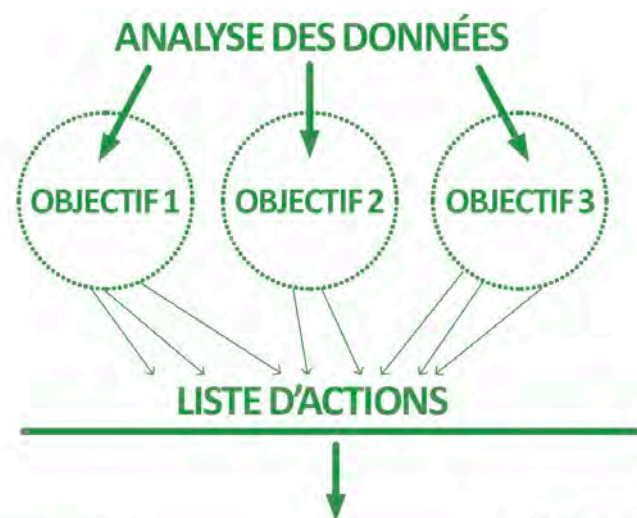 ANALYSE DES DONNÉES
OBJECTIF 1 OBJECTIF 2 OBJECTIF 3
LISTE D'ACTIONS